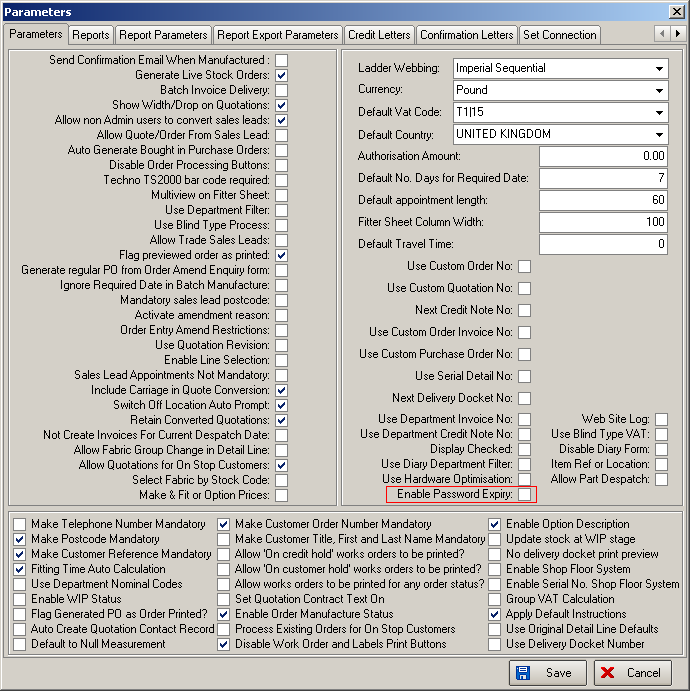 Parameters
Parameters Reports Report Parameters Report Export Parameters Credit Letters Confirmation Letters Set Connection
Send Confirmation Email When Manufactured :
Generate Live Stock Orders:
Batch Invoice Delivery:
Show Width/Drop on Quotations:
Allow non Admin users to convert sales leads:
Allow Quote/Order From Sales Lead:
Auto Generate Bought in Purchase Orders:
Disable Order Processing Buttons:
Techno TS2000 bar code required:
Multiview on Fitter Sheet:
Use Department Filter:
Use Blind Type Process:
Allow Trade Sales Leads:
Flag previewed order as printed:
Generate regular PO from Order Amend Enquiry form:
Ignore Required Date in Batch Manufacture:
Mandatory sales lead postcode:
Activate amendment reason:
Order Entry Amend Restrictions:
Use Quotation Revision:
Enable Line Selection:
Sales Lead Appointments Not Mandatory:
Include Carriage in Quote Conversion:
Switch Off Location Auto Prompt:
Retain Converted Quotations:
Not Create Invoices For Current Despatch Date:
Allow Fabric Group Change in Detail Line:
Allow Quotations for On Stop Customers:
Select Fabric by Stock Code:
Make & Fit or Option Prices:
Ladder Webbing: Imperial Sequential
Currency: Pound
Default Vat Code: T1|15
Default Country: UNITED KINGDOM
Authorisation Amount: 0.00
Default No. Days for Required Date: 7
Default appointment length: 60
Fitter Sheet Column Width: 100
Default Travel Time: 0
Use Custom Order No:
Use Custom Quotation No:
Next Credit Note No:
Use Custom Order Invoice No:
Use Custom Purchase Order No:
Use Serial Detail No:
Next Delivery Docket No:
Use Department Invoice No: Web Site Log:
Use Department Credit Note No: Use Blind Type VAT:
Display Checked: Disable Diary Form:
Use Diary Department Filter: Item Ref or Location:
Use Hardware Optimisation: Allow Part Despatch:
Enable Password Expiry:
Make Telephone Number Mandatory Make Customer Order Number Mandatory Enable Option Description
Make Postcode Mandatory Make Customer Title, First and Last Name Mandatory Update stock at WIP stage
Make Customer Reference Mandatory Allow 'On credit hold' works orders to be printed? No delivery docket print preview
Fitting Time Auto Calculation Allow 'On customer hold' works orders to be printed? Enable Shop Floor System
Use Department Nominal Codes Allow works orders to be printed for any order status? Enable Serial No. Shop Floor System
Enable WIP Status Set Quotation Contract Text On Group VAT Calculation
Flag Generated PO as Order Printed? Enable Order Manufacture Status Apply Default Instructions
Auto Create Quotation Contact Record Process Existing Orders for On Stop Customers Use Original Detail Line Defaults
Default to Null Measurement Disable Work Order and Labels Print Buttons Use Delivery Docket Number
Save Cancel